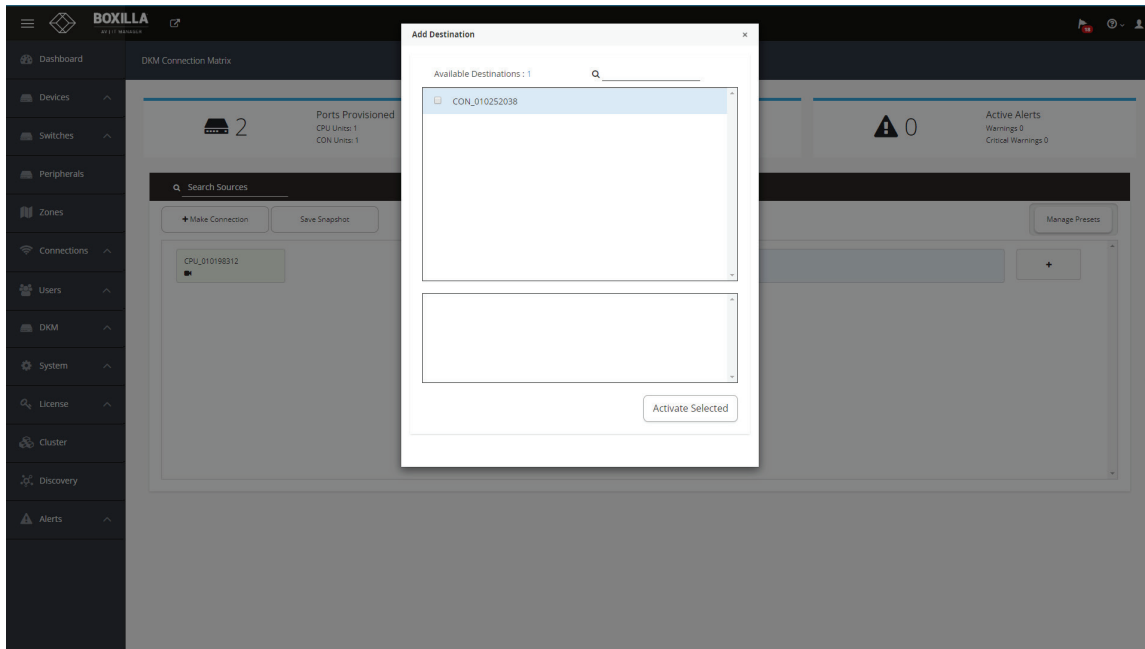 BOXILLA
AV | IT MANAGER
18
Dashboard
Devices
Switches
Peripherals
Zones
Connections
Users
DKM
System
License
Cluster
Discovery
Alerts
DKM Connection Matrix
2
Ports Provisioned
CPU Units: 1
CON Units: 1
0
Active Alerts
Warnings 0
Critical Warnings 0
Search Sources
+ Make Connection
Save Snapshot
Manage Presets
CPU_010198312
+
Add Destination
×
Available Destinations : 1
CON_010252038
Activate Selected